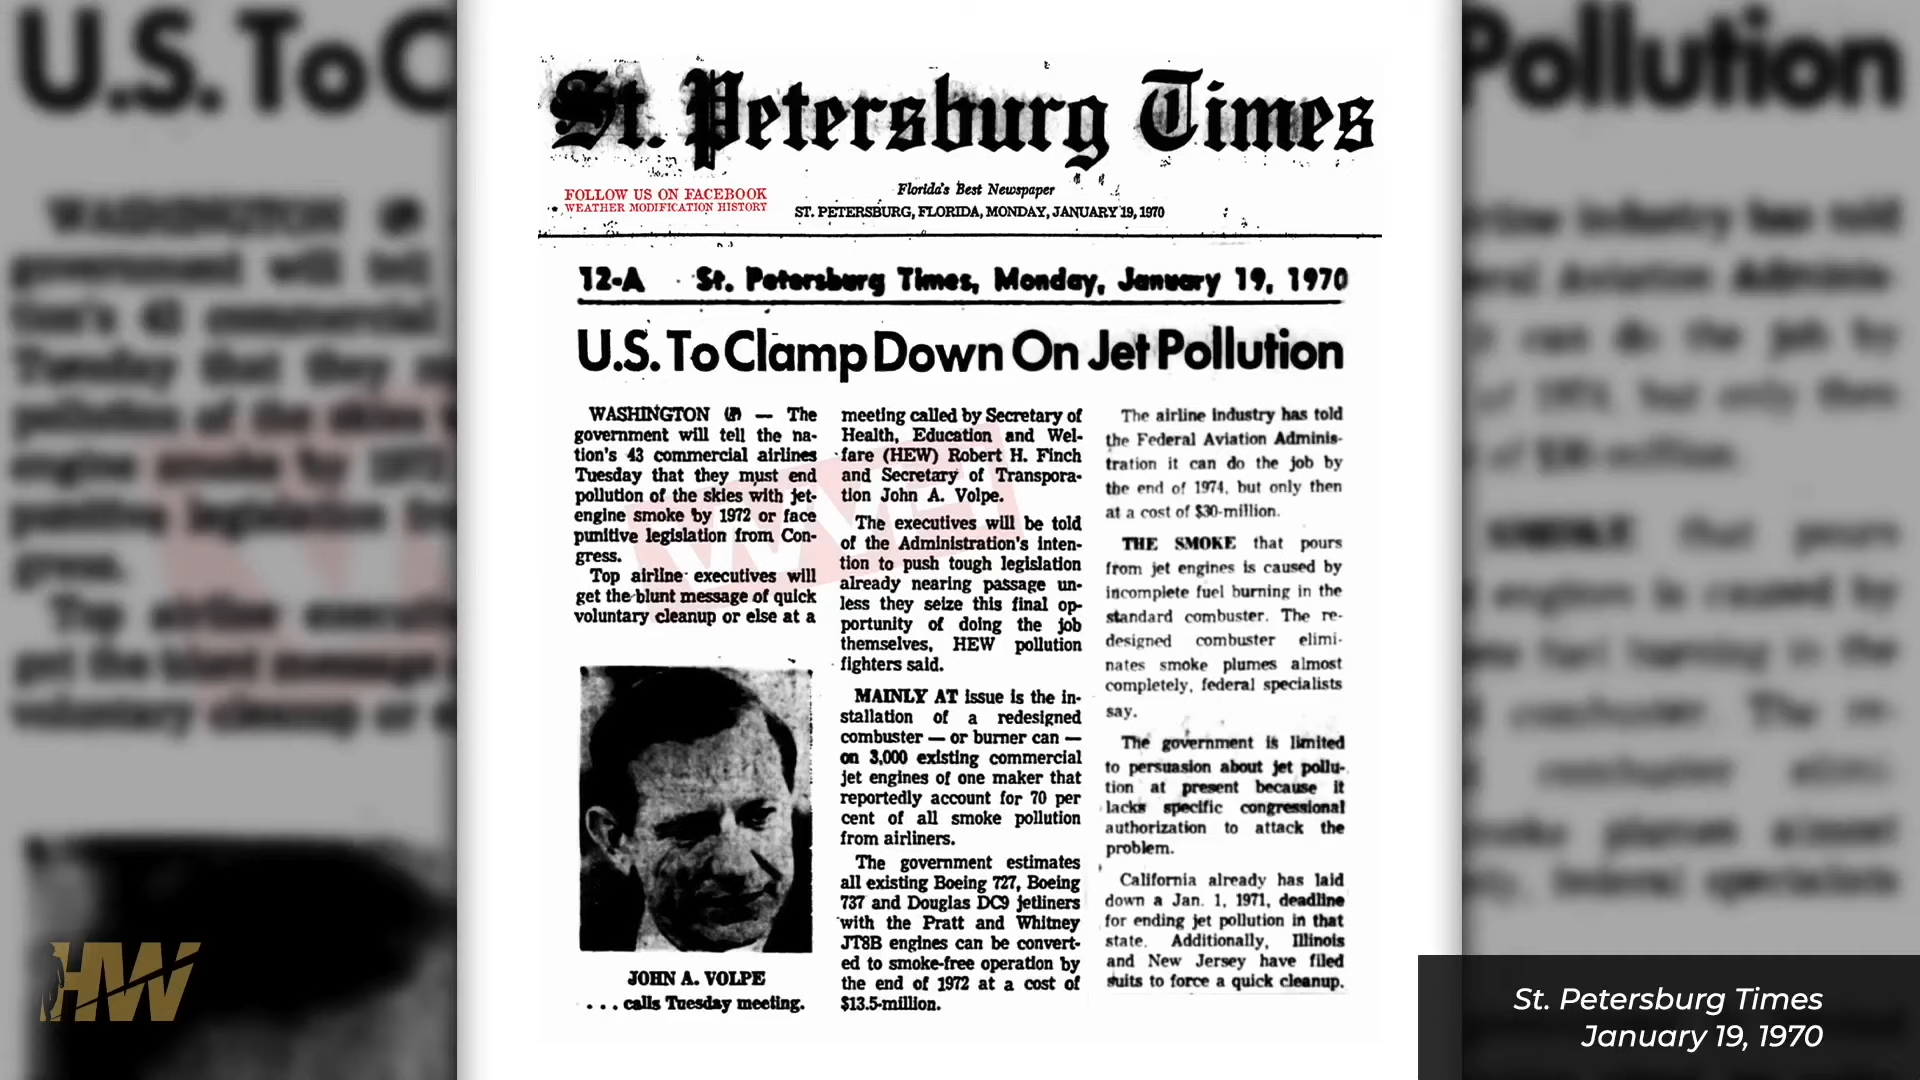 St. Petersburg Times
FOLLOW US ON FACEBOOK
WEATHER MODIFICATION HISTORY
Florida's Best Newspaper
ST. PETERSBURG, FLORIDA, MONDAY, JANUARY 19, 1970
12-A St. Petersburg Times, Monday, January 19, 1970
U.S. To Clamp Down On Jet Pollution
WASHINGTON (AP) — The
government will tell the na-
tion's 43 commercial airlines
Tuesday that they must end
pollution of the skies with jet-
engine smoke by 1972 or face
punitive legislation from Con-
gress.
Top airline executives will
get the blunt message of quick
voluntary cleanup or else at a
JOHN A. VOLPE
. . . calls Tuesday meeting.
meeting called by Secretary of
Health, Education and Wel-
fare (HEW) Robert H. Finch
and Secretary of Transpora-
tion John A. Volpe.
The executives will be told
of the Administration's inten-
tion to push tough legislation
already nearing passage un-
less they seize this final op-
portunity of doing the job
themselves, HEW pollution
fighters said.
MAINLY AT issue is the in-
stallation of a redesigned
combuster — or burner can —
on 3,000 existing commercial
jet engines of one maker that
reportedly account for 70 per
cent of all smoke pollution
from airliners.
The government estimates
all existing Boeing 727, Boeing
737 and Douglas DC9 jetliners
with the Pratt and Whitney
JT8B engines can be convert-
ed to smoke-free operation by
the end of 1972 at a cost of
$13.5-million.
The airline industry has told
the Federal Aviation Adminis-
tration it can do the job by
the end of 1974, but only then
at a cost of $30-million.
THE SMOKE that pours
from jet engines is caused by
incomplete fuel burning in the
standard combuster. The re-
designed combuster elimi-
nates smoke plumes almost
completely, federal specialists
say.
The government is limited
to persuasion about jet pollu-
tion at present because it
lacks specific congressional
authorization to attack the
problem.
California already has laid
down a Jan. 1, 1971, deadline
for ending jet pollution in that
state. Additionally, Illinois
and New Jersey have filed
suits to force a quick cleanup.
HW
St. Petersburg Times
January 19, 1970